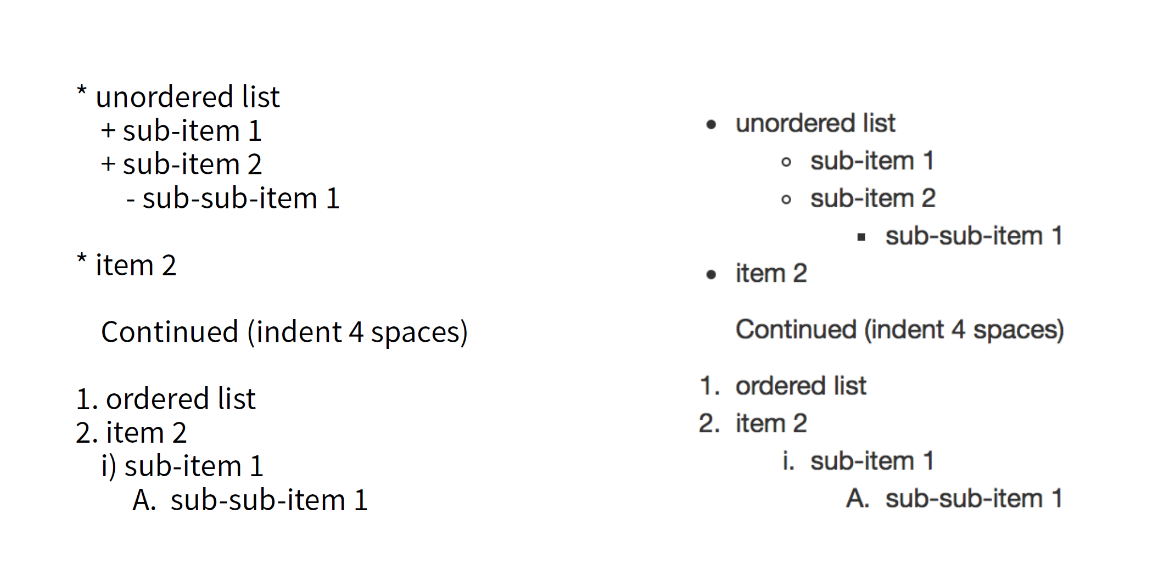 * unordered list
+ sub-item 1
+ sub-item 2
- sub-sub-item 1
* item 2
Continued (indent 4 spaces)
1. ordered list
2. item 2
i) sub-item 1
A. sub-sub-item 1
• unordered list
◦ sub-item 1
◦ sub-item 2
▪ sub-sub-item 1
• item 2
Continued (indent 4 spaces)
1. ordered list
2. item 2
i. sub-item 1
A. sub-sub-item 1